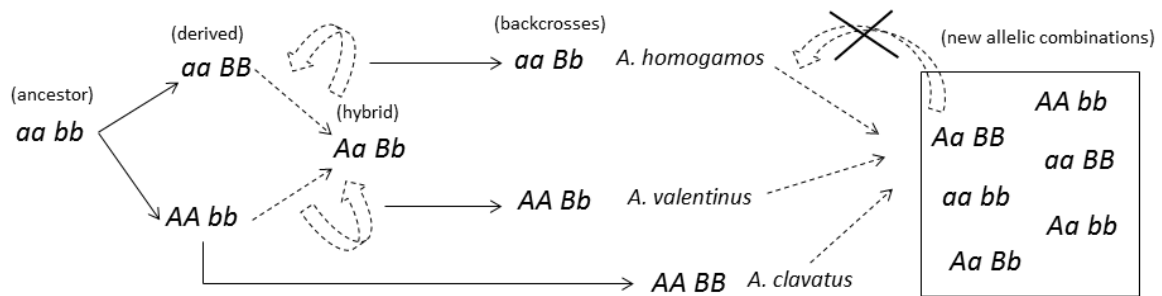 (ancestor)
aa bb
(derived)
aa BB
AA bb
(hybrid)
Aa Bb
(backcrosses)
aa Bb A. homogamos
AA Bb A. valentinus
AA BB A. clavatus
(new allelic combinations)
AA bb
Aa BB
aa BB
aa bb
Aa bb
Aa Bb